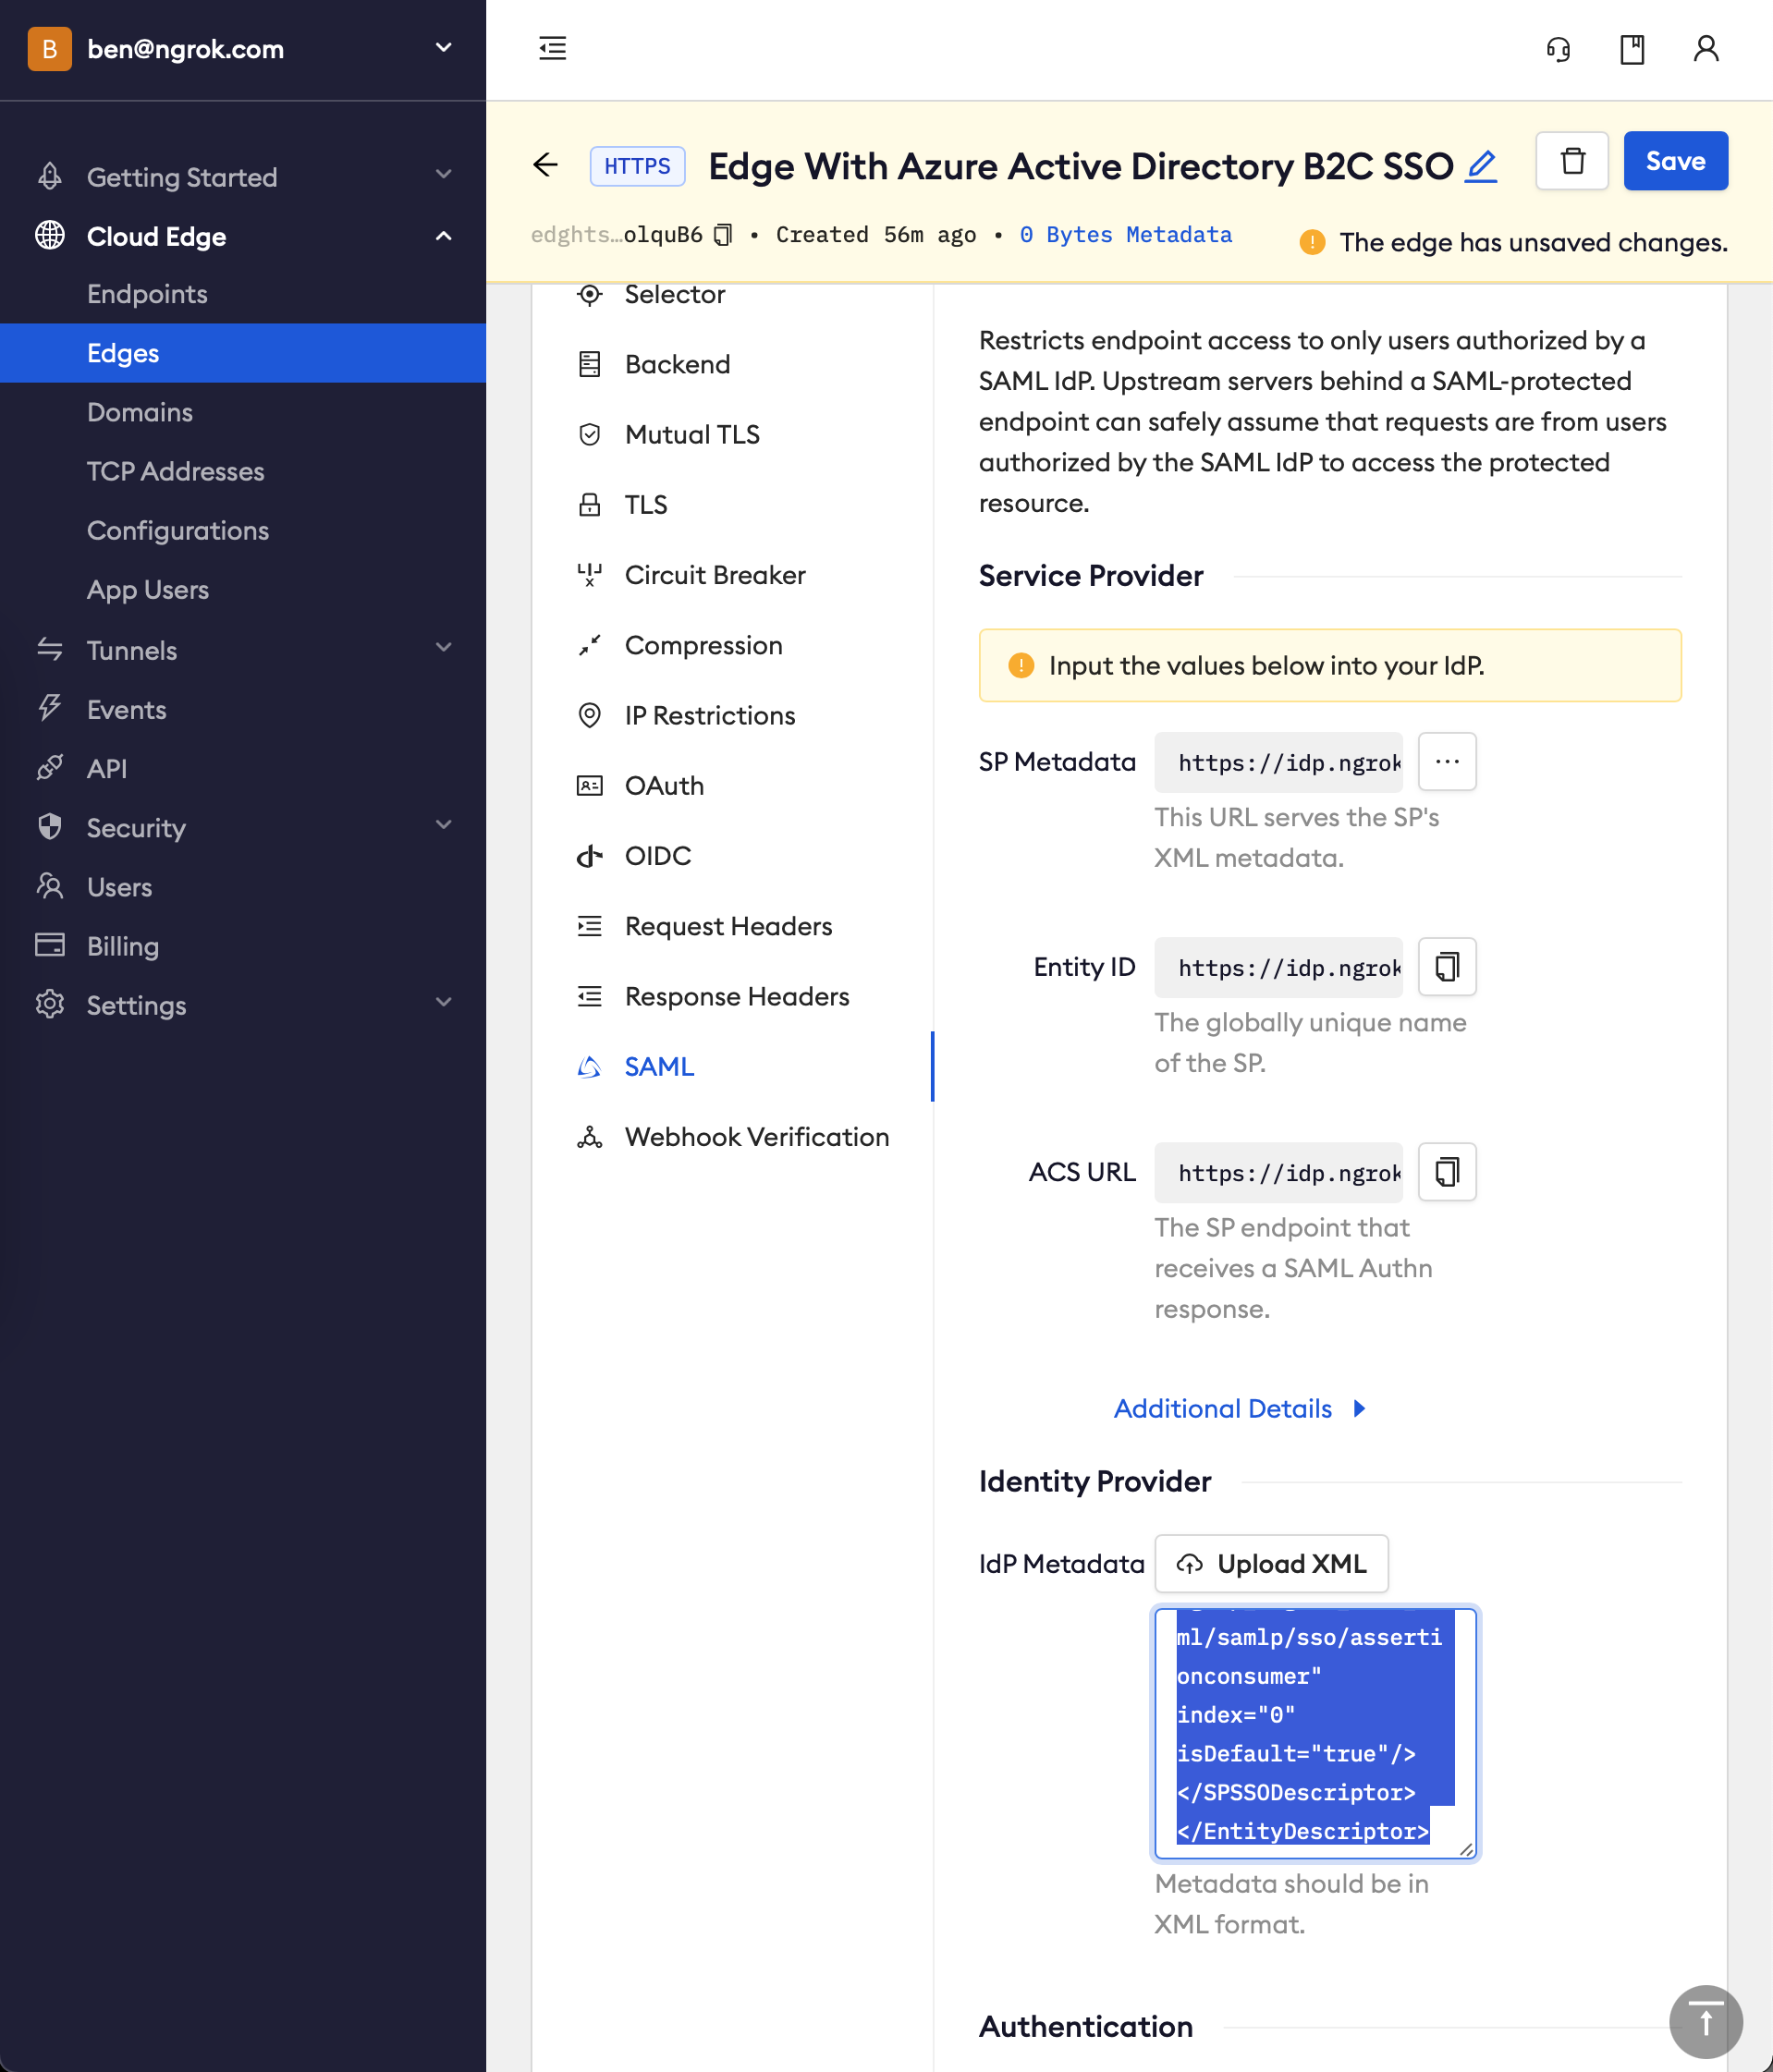 B ben@ngrok.com
Getting Started
Cloud Edge
Endpoints
Edges
Domains
TCP Addresses
Configurations
App Users
Tunnels
Events
API
Security
Users
Billing
Settings
HTTPS Edge With Azure Active Directory B2C SSO
Save
edghts…olquB6 • Created 56m ago • 0 Bytes Metadata
The edge has unsaved changes.
Selector
Backend
Mutual TLS
TLS
Circuit Breaker
Compression
IP Restrictions
OAuth
OIDC
Request Headers
Response Headers
SAML
Webhook Verification
Restricts endpoint access to only users authorized by a
SAML IdP. Upstream servers behind a SAML-protected
endpoint can safely assume that requests are from users
authorized by the SAML IdP to access the protected
resource.
Service Provider
Input the values below into your IdP.
SP Metadata https://idp.ngrok
This URL serves the SP's
XML metadata.
Entity ID https://idp.ngrok
The globally unique name
of the SP.
ACS URL https://idp.ngrok
The SP endpoint that
receives a SAML Authn
response.
Additional Details
Identity Provider
IdP Metadata Upload XML
ml/samlp/sso/asserti
onconsumer"
index="0"
isDefault="true"/>
</SPSSODescriptor>
</EntityDescriptor>
Metadata should be in
XML format.
Authentication